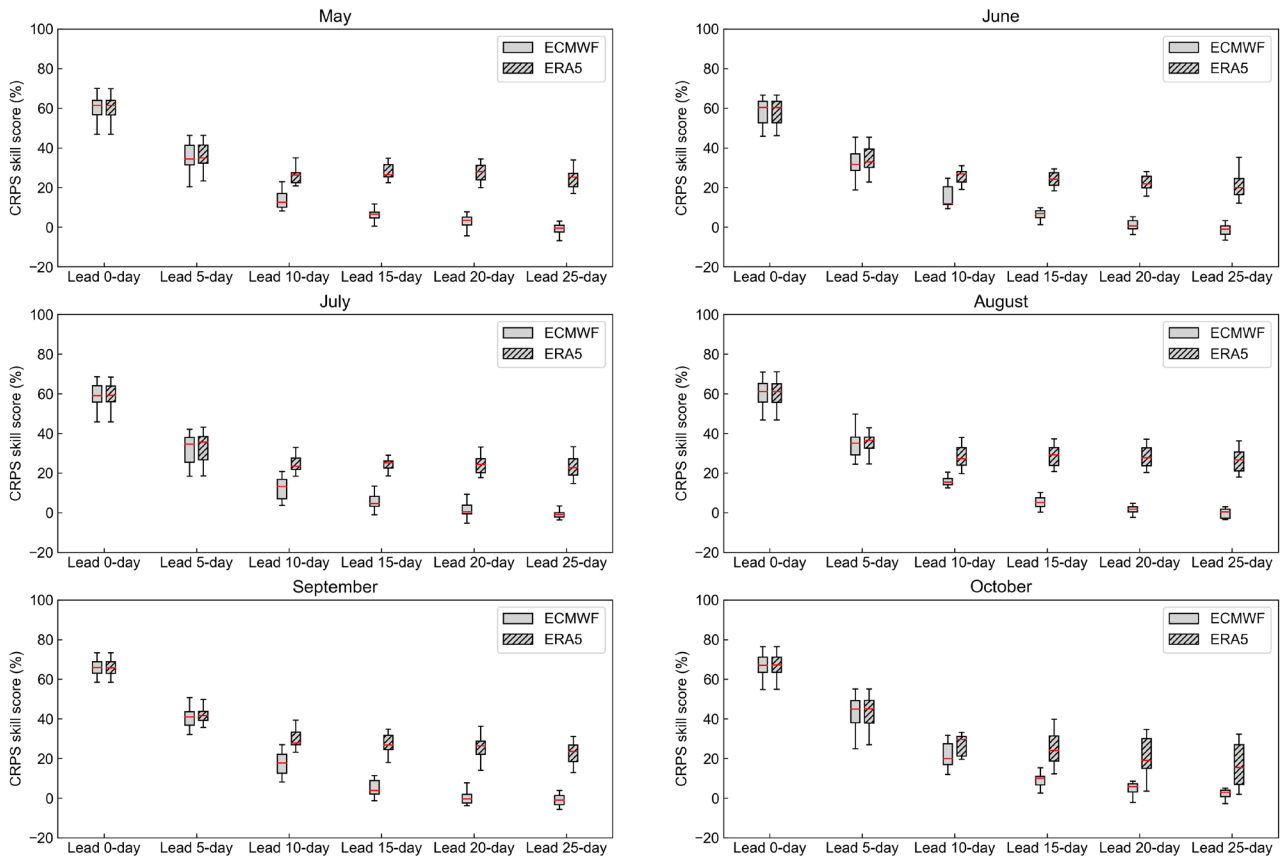 May
CRPS skill score (%)
100
80
60
40
20
0
−20
ECMWF
ERA5
Lead 0-day Lead 5-day Lead 10-day Lead 15-day Lead 20-day Lead 25-day
June
CRPS skill score (%)
100
80
60
40
20
0
−20
ECMWF
ERA5
Lead 0-day Lead 5-day Lead 10-day Lead 15-day Lead 20-day Lead 25-day
July
CRPS skill score (%)
100
80
60
40
20
0
−20
ECMWF
ERA5
Lead 0-day Lead 5-day Lead 10-day Lead 15-day Lead 20-day Lead 25-day
August
CRPS skill score (%)
100
80
60
40
20
0
−20
ECMWF
ERA5
Lead 0-day Lead 5-day Lead 10-day Lead 15-day Lead 20-day Lead 25-day
September
CRPS skill score (%)
100
80
60
40
20
0
−20
ECMWF
ERA5
Lead 0-day Lead 5-day Lead 10-day Lead 15-day Lead 20-day Lead 25-day
October
CRPS skill score (%)
100
80
60
40
20
0
−20
ECMWF
ERA5
Lead 0-day Lead 5-day Lead 10-day Lead 15-day Lead 20-day Lead 25-day